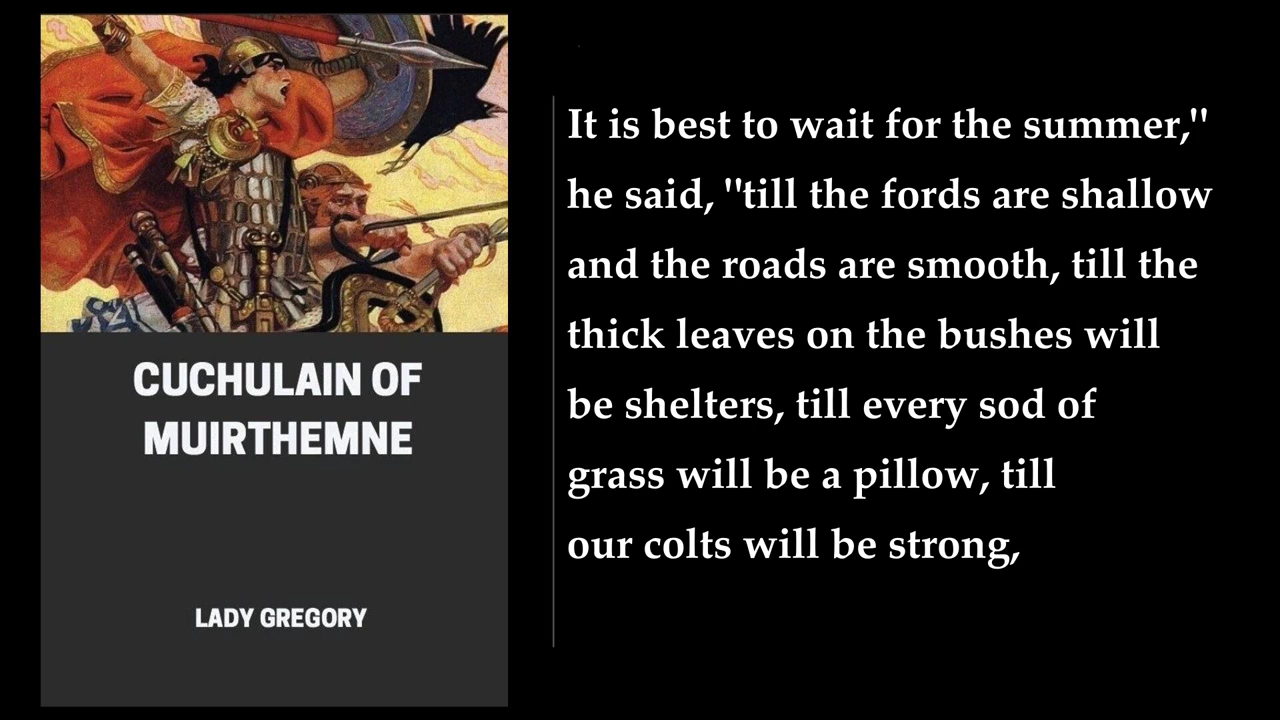 CUCHULAIN OF
MUIRTHEMNE
LADY GREGORY
It is best to wait for the summer,"
he said, "till the fords are shallow
and the roads are smooth, till the
thick leaves on the bushes will
be shelters, till every sod of
grass will be a pillow, till
our colts will be strong,